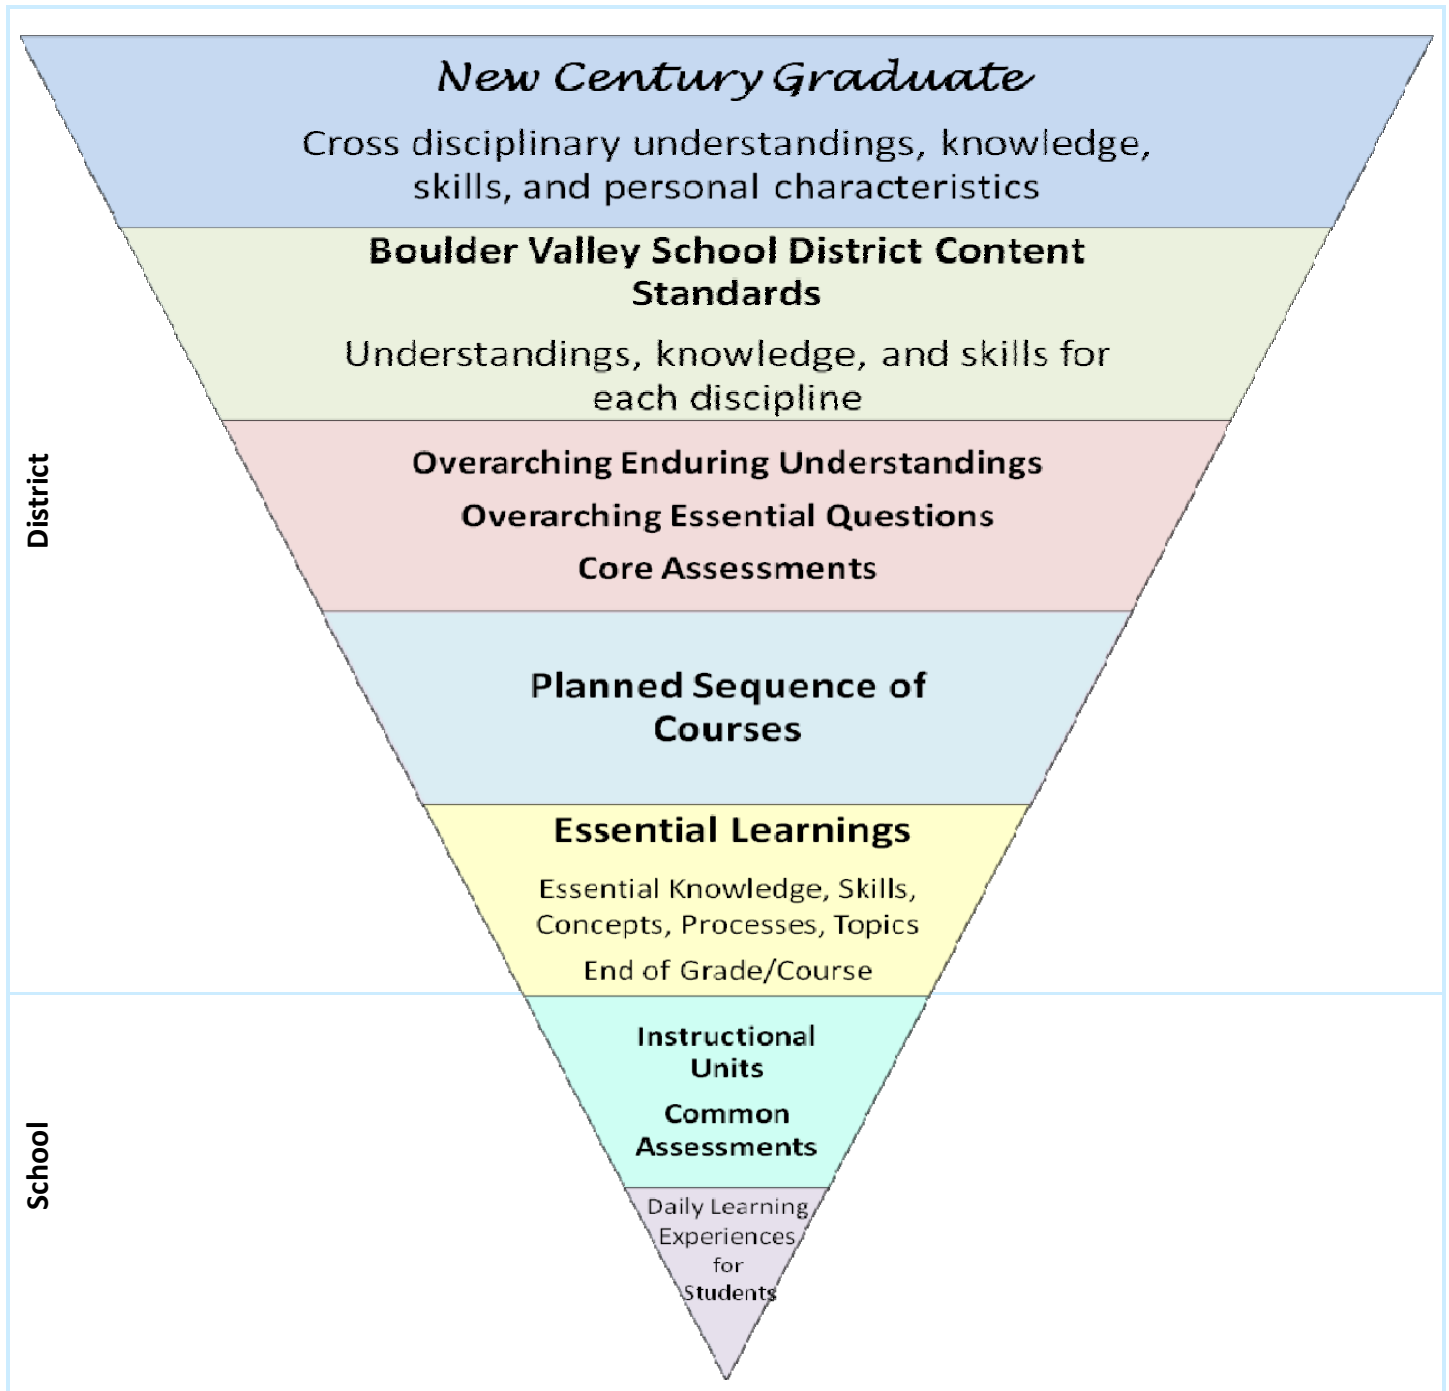 New Century Graduate
Cross disciplinary understandings, knowledge,
skills, and personal characteristics
Boulder Valley School District Content
Standards
Understandings, knowledge, and skills for
each discipline
Overarching Enduring Understandings
Overarching Essential Questions
Core Assessments
District
Planned Sequence of
Courses
Essential Learnings
Essential Knowledge, Skills,
Concepts, Processes, Topics
End of Grade/Course
Instructional
Units
Common
Assessments
School
Daily Learning
Experiences
for
Students